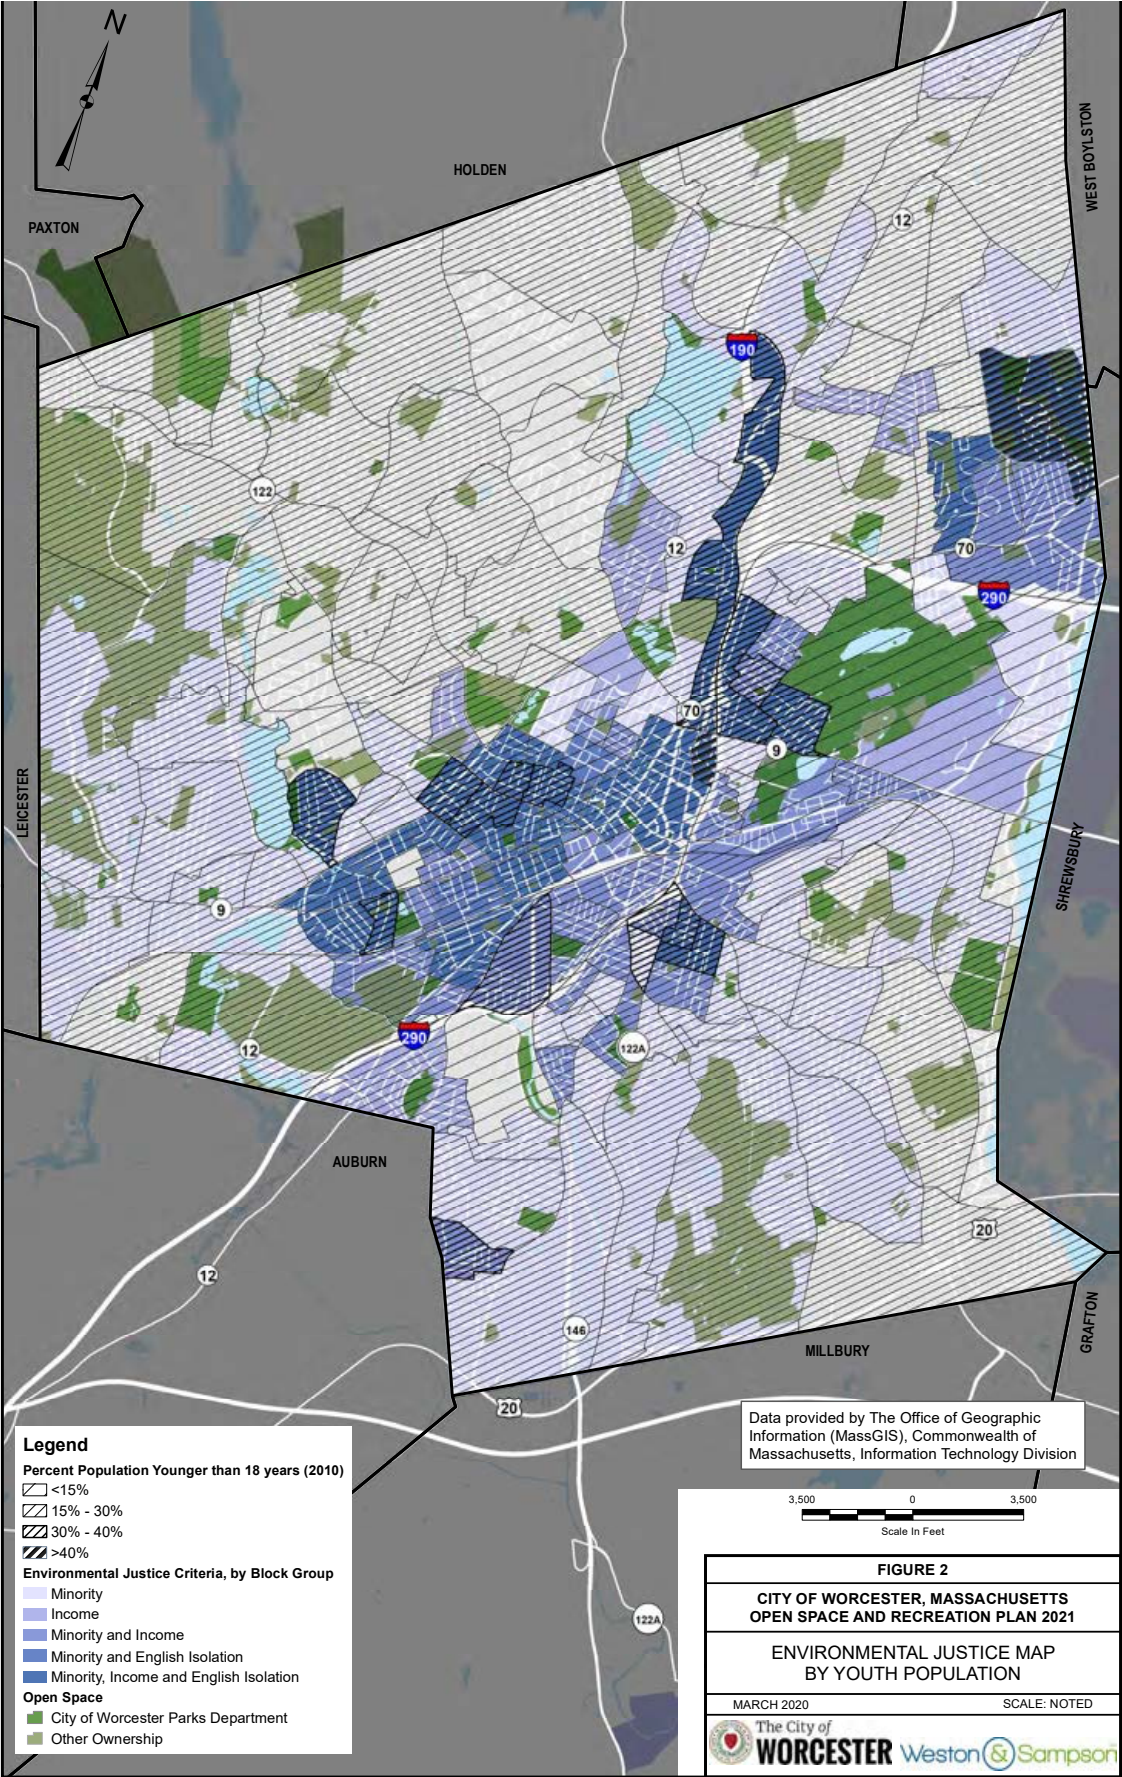 N
HOLDEN
WEST BOYLSTON
PAXTON
12
190
122
12
70
290
70
9
LEICESTER
SHREWSBURY
9
290
12
122A
AUBURN
20
12
146
MILLBURY
GRAFTON
20
122A
Data provided by The Office of Geographic
Information (MassGIS), Commonwealth of
Massachusetts, Information Technology Division
Legend
Percent Population Younger than 18 years (2010)
<15%
15% - 30%
30% - 40%
>40%
Environmental Justice Criteria, by Block Group
Minority
Income
Minority and Income
Minority and English Isolation
Minority, Income and English Isolation
Open Space
City of Worcester Parks Department
Other Ownership
3,500 0 3,500
Scale In Feet
FIGURE 2
CITY OF WORCESTER, MASSACHUSETTS
OPEN SPACE AND RECREATION PLAN 2021
ENVIRONMENTAL JUSTICE MAP
BY YOUTH POPULATION
MARCH 2020 SCALE: NOTED
The City of
WORCESTER
Weston & Sampson